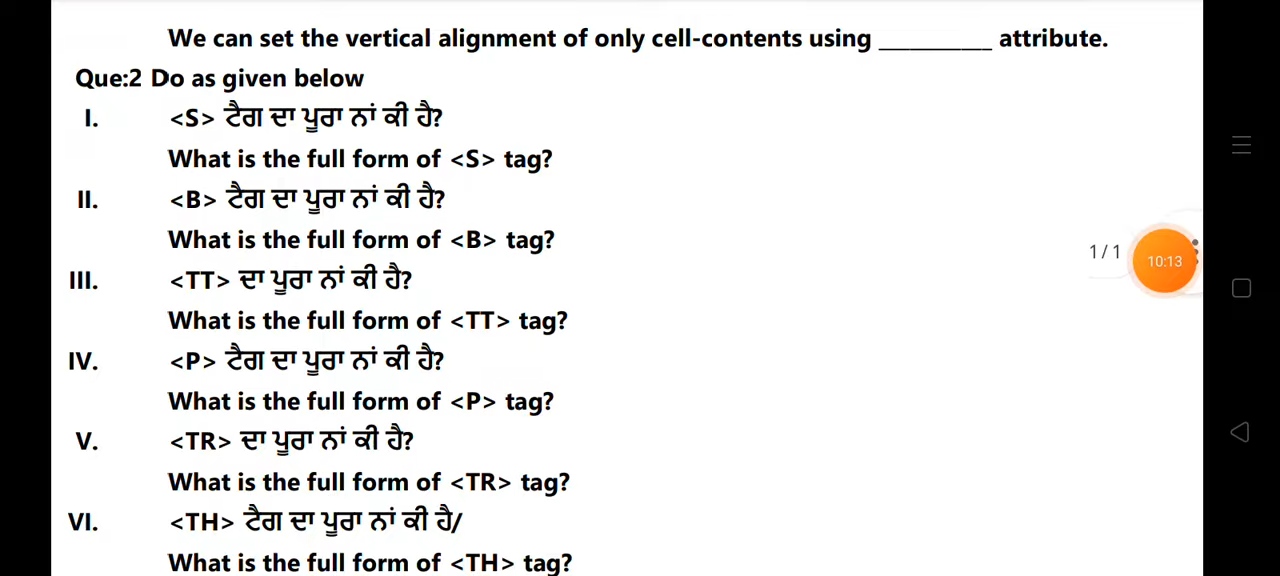 We can set the vertical alignment of only cell-contents using __________ attribute.
Que:2 Do as given below
I. <S> ਟੈਗ ਦਾ ਪੂਰਾ ਨਾਂ ਕੀ ਹੈ?
What is the full form of <S> tag?
II. <B> ਟੈਗ ਦਾ ਪੂਰਾ ਨਾਂ ਕੀ ਹੈ?
What is the full form of <B> tag?
1/1
10:13
III. <TT> ਦਾ ਪੂਰਾ ਨਾਂ ਕੀ ਹੈ?
What is the full form of <TT> tag?
IV. <P> ਟੈਗ ਦਾ ਪੂਰਾ ਨਾਂ ਕੀ ਹੈ?
What is the full form of <P> tag?
V. <TR> ਦਾ ਪੂਰਾ ਨਾਂ ਕੀ ਹੈ?
What is the full form of <TR> tag?
VI. <TH> ਟੈਗ ਦਾ ਪੂਰਾ ਨਾਂ ਕੀ ਹੈ/
What is the full form of <TH> tag?